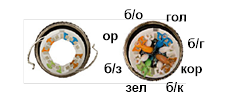 б/о гол
ор б/г
б/з кор
зел б/к